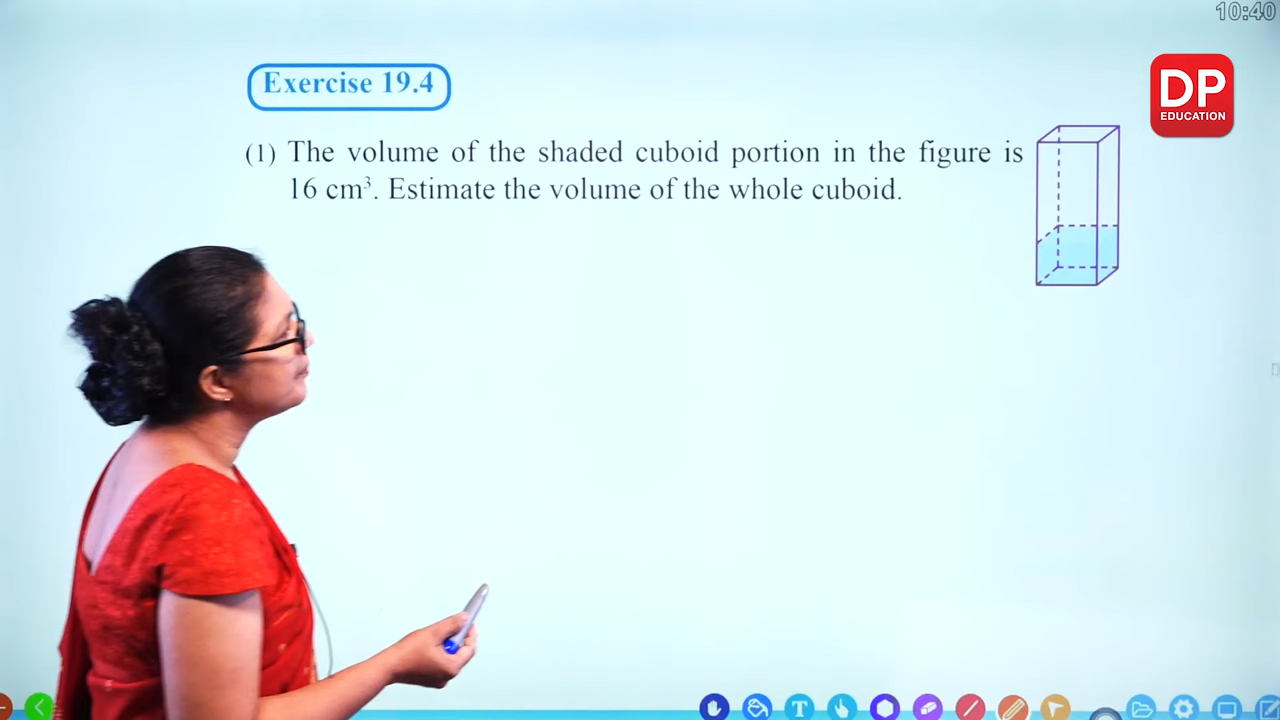 10:40
Exercise 19.4
DP
EDUCATION
(1) The volume of the shaded cuboid portion in the figure is
16 cm³. Estimate the volume of the whole cuboid.
T